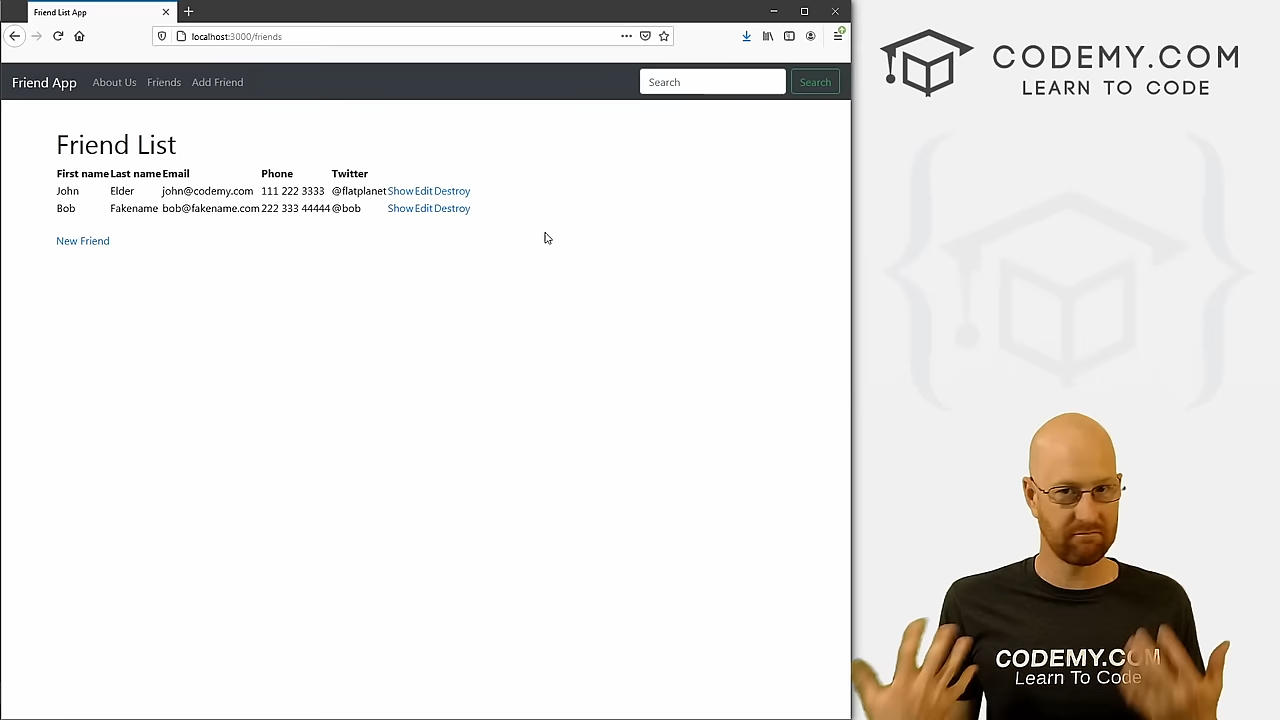 Friend List App
localhost:3000/friends
Friend App About Us Friends Add Friend Search Search
Friend List
First name Last name Email Phone Twitter
John Elder john@codemy.com 111 222 3333 @flatplanet Show Edit Destroy
Bob Fakename bob@fakename.com 222 333 44444 @bob Show Edit Destroy
New Friend
CODEMY.COM
LEARN TO CODE
CODEMY.COM
Learn To Code